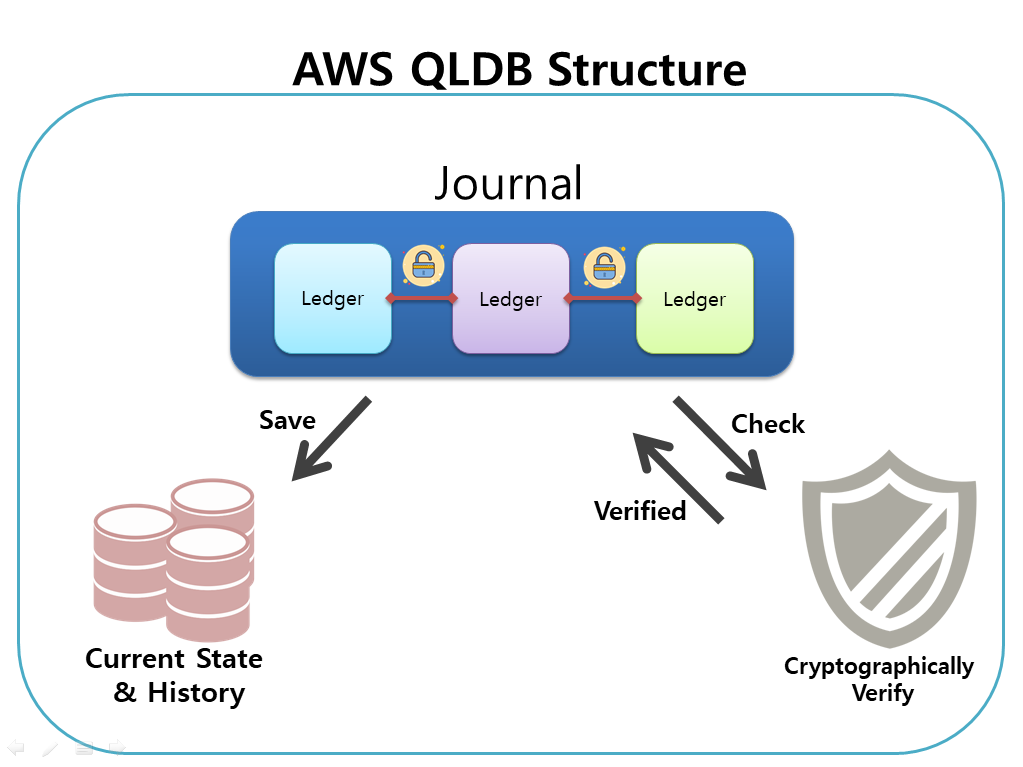 AWS QLDB Structure
Journal
Ledger
Ledger
Ledger
Save
Check
Verified
Current State
& History
Cryptographically
Verify